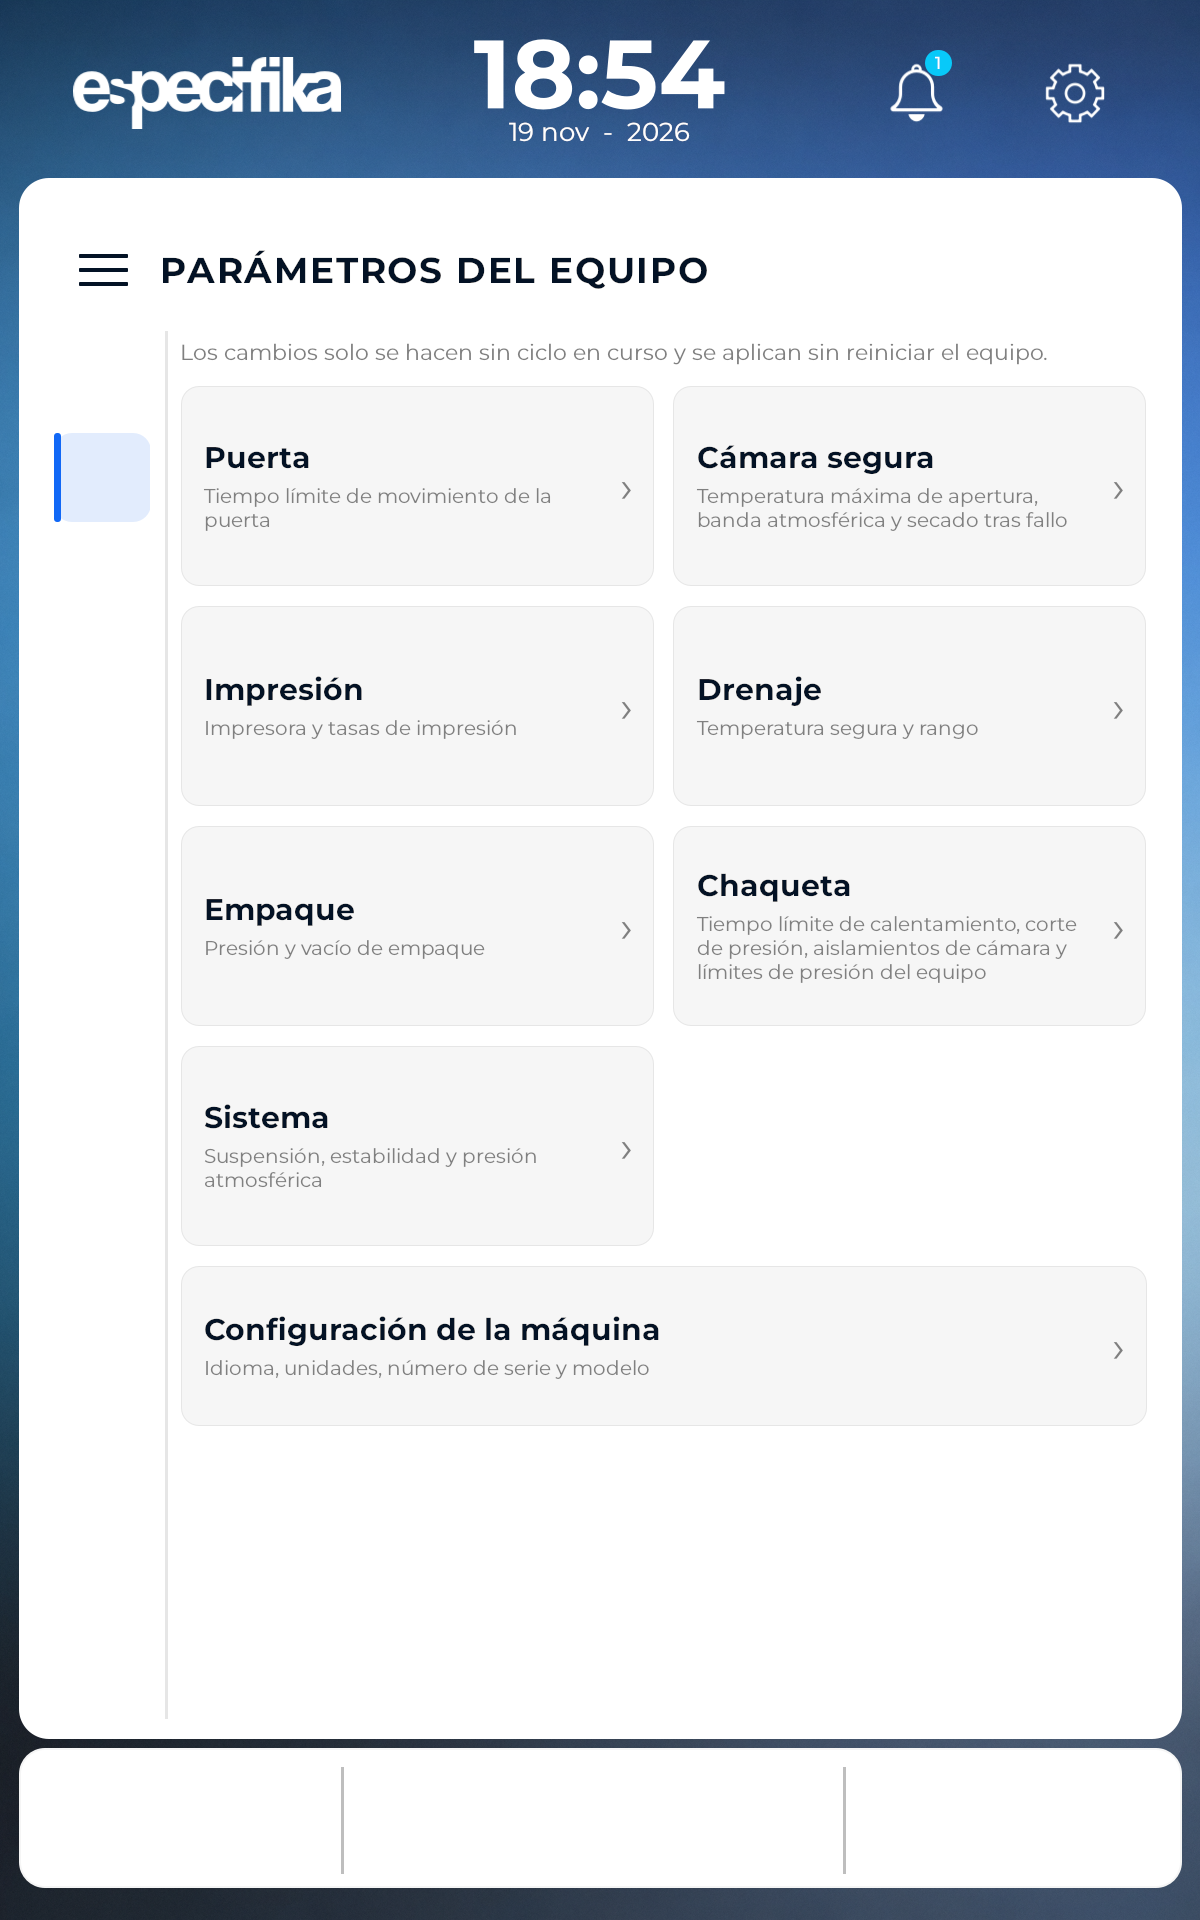 especifika
18:54
19 nov - 2026
1
PARÁMETROS DEL EQUIPO
Los cambios solo se hacen sin ciclo en curso y se aplican sin reiniciar el equipo.
Puerta
Tiempo límite de movimiento de la
puerta
Cámara segura
Temperatura máxima de apertura,
banda atmosférica y secado tras fallo
Impresión
Impresora y tasas de impresión
Drenaje
Temperatura segura y rango
Empaque
Presión y vacío de empaque
Chaqueta
Tiempo límite de calentamiento, corte
de presión, aislamientos de cámara y
límites de presión del equipo
Sistema
Suspensión, estabilidad y presión
atmosférica
Configuración de la máquina
Idioma, unidades, número de serie y modelo